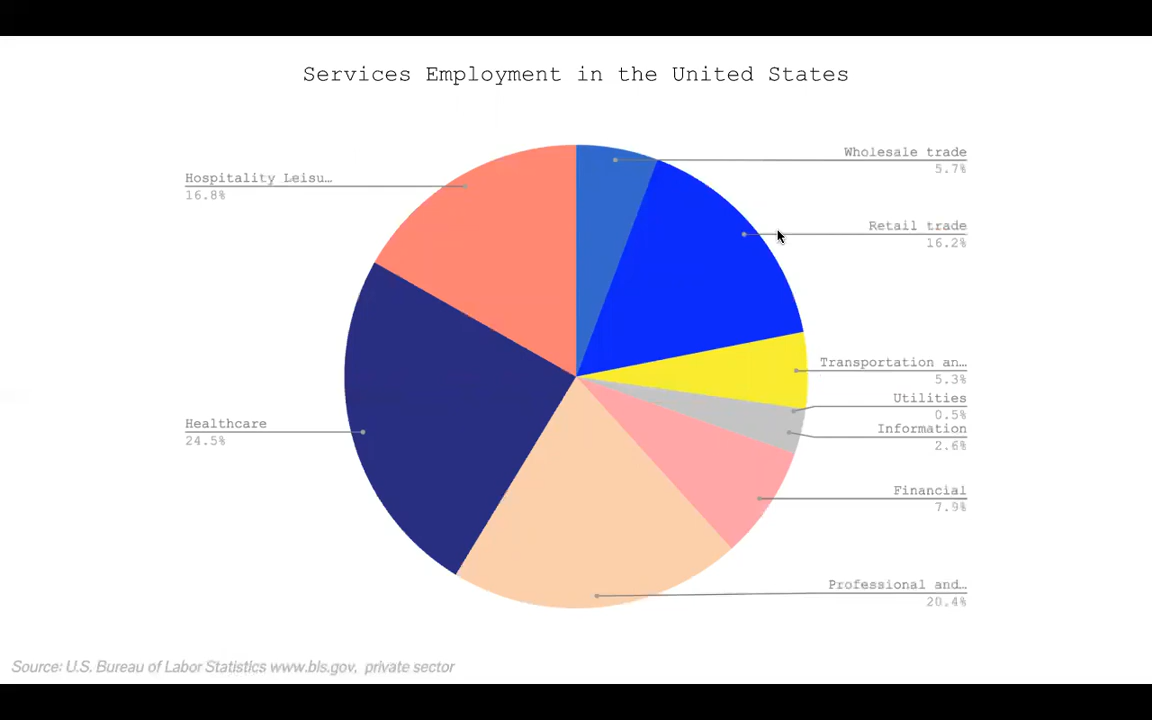 Services Employment in the United States
Wholesale trade
5.7%
Hospitality Leisu…
16.8%
Retail trade
16.2%
Transportation an…
5.3%
Utilities
0.5%
Healthcare
24.5%
Information
2.6%
Financial
7.9%
Professional and…
20.4%
Source: U.S. Bureau of Labor Statistics www.bls.gov, private sector